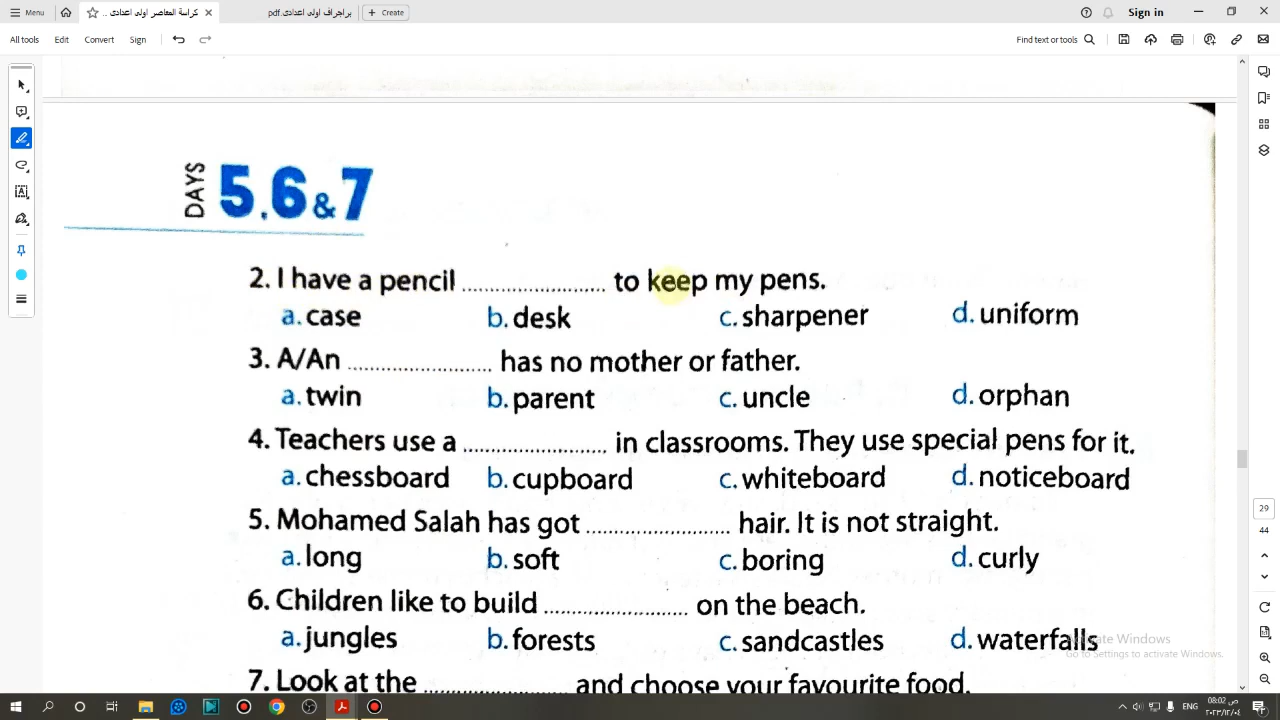 Menu
كراسة المعاصر اولى اعدادى ..
براجراف اولى اعدادى.pdf
+ Create
Sign in
All tools Edit Convert Sign
Find text or tools
DAYS
5.6 & 7
2. I have a pencil ........................ to keep my pens.
a. case b. desk c. sharpener d. uniform
3. A/An ........................ has no mother or father.
a. twin b. parent c. uncle d. orphan
4. Teachers use a ........................ in classrooms. They use special pens for it.
a. chessboard b. cupboard c. whiteboard d. noticeboard
5. Mohamed Salah has got ........................ hair. It is not straight.
a. long b. soft c. boring d. curly
6. Children like to build ........................ on the beach.
a. jungles b. forests c. sandcastles d. waterfalls
Activate Windows
Go to Settings to activate Windows.
7. Look at the ........................ and choose your favourite food.
29
44
ENG
08:02 ص